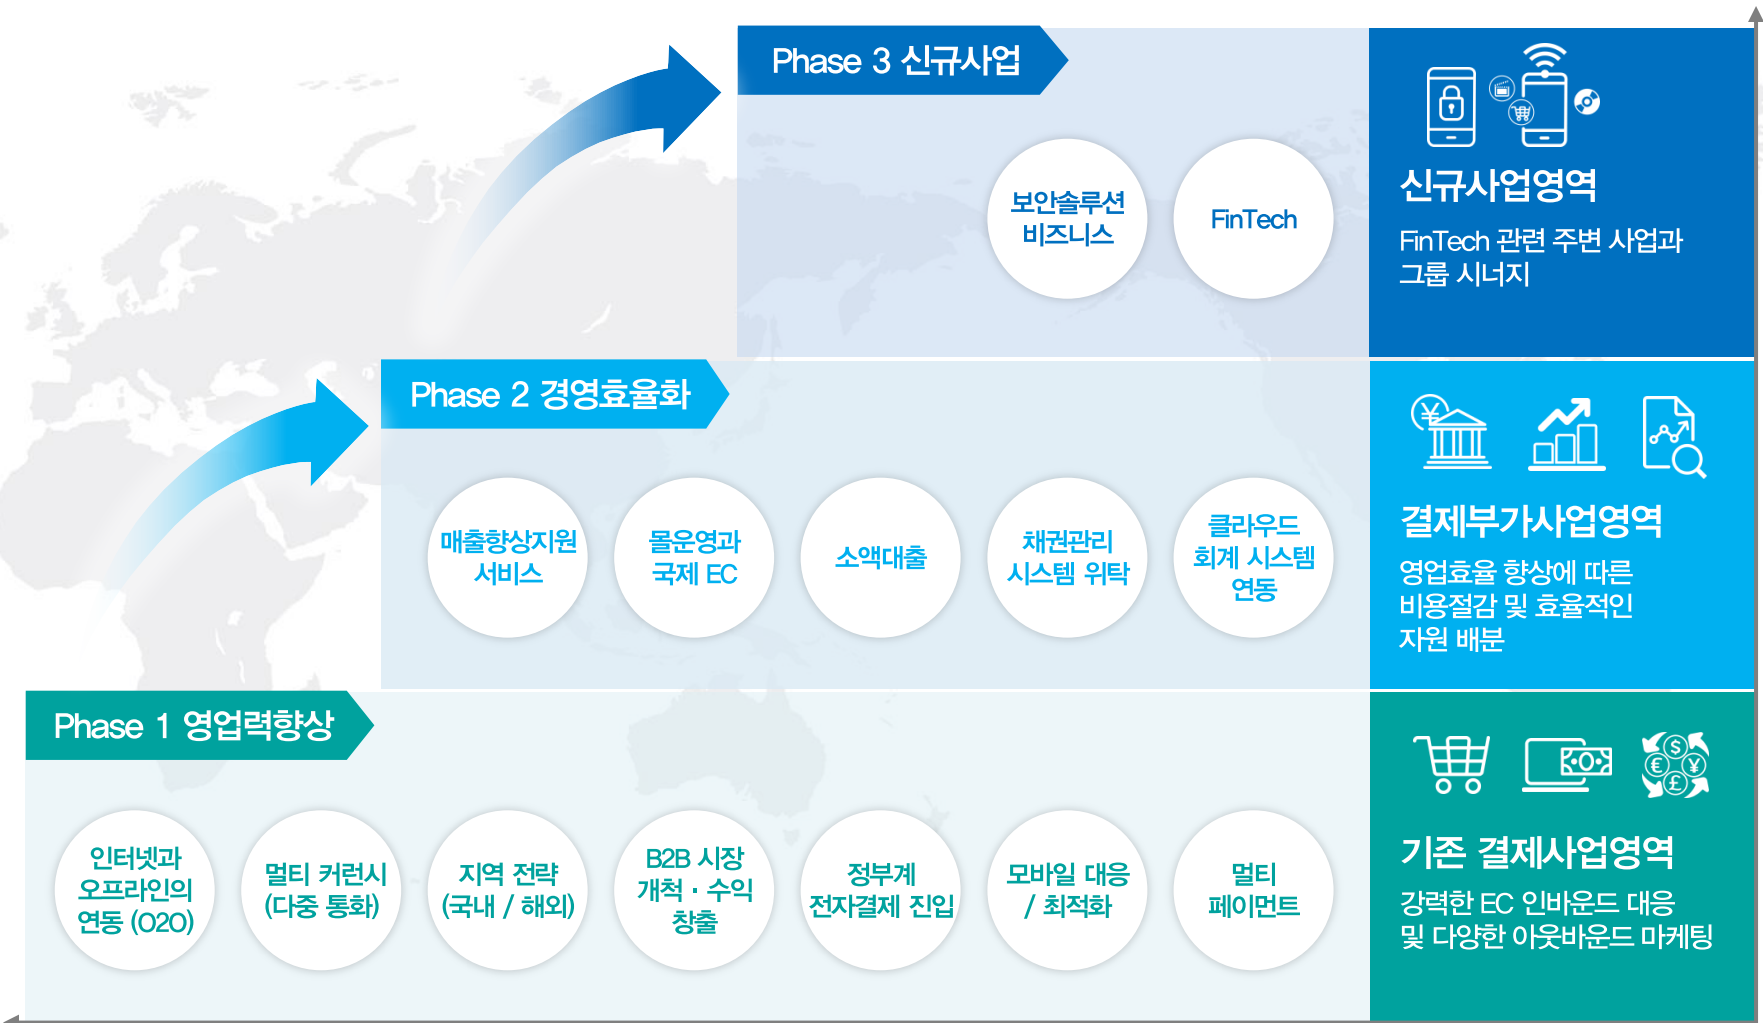 Phase 3 신규사업
보안솔루션
비즈니스
FinTech
신규사업영역
FinTech 관련 주변 사업과
그룹 시너지
Phase 2 경영효율화
매출향상지원
서비스
몰운영과
국제 EC
소액대출
채권관리
시스템 위탁
클라우드
회계 시스템
연동
결제부가사업영역
영업효율 향상에 따른
비용절감 및 효율적인
자원 배분
Phase 1 영업력향상
인터넷과
오프라인의
연동 (O2O)
멀티 커런시
(다중 통화)
지역 전략
(국내 / 해외)
B2B 시장
개척 · 수익
창출
정부계
전자결제 진입
모바일 대응
/ 최적화
멀티
페이먼트
기존 결제사업영역
강력한 EC 인바운드 대응
및 다양한 아웃바운드 마케팅